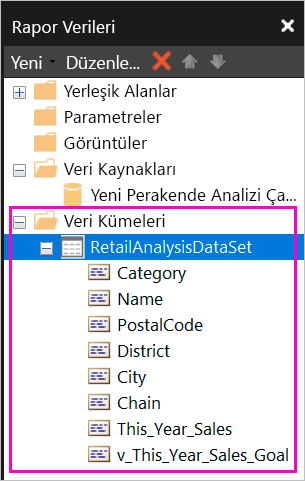 Rapor Verileri
Yeni Düzenle...
Yerleşik Alanlar
Parametreler
Görüntüler
Veri Kaynakları
Yeni Perakende Analizi Ça...
Veri Kümeleri
RetailAnalysisDataSet
Category
Name
PostalCode
District
City
Chain
This_Year_Sales
v_This_Year_Sales_Goal